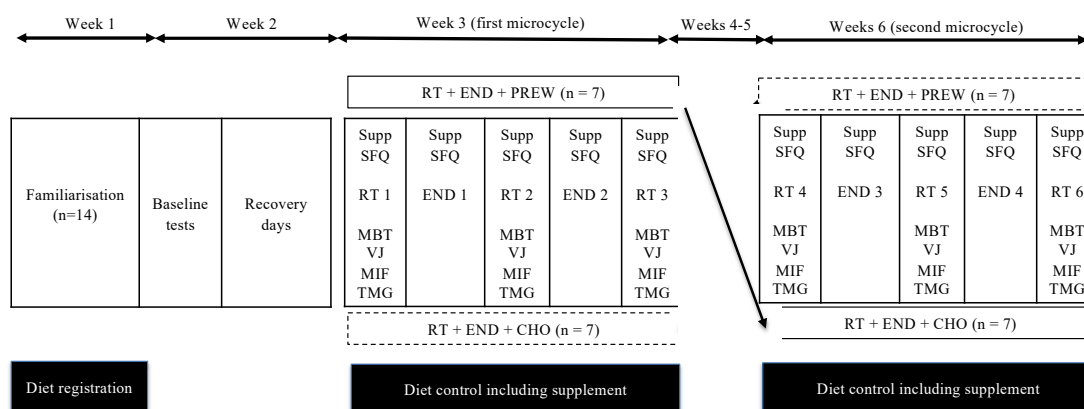 Week 1 Week 2 Week 3 (first microcycle) Weeks 4-5 Weeks 6 (second microcycle)
RT + END + PREW (n = 7) RT + END + PREW (n = 7)
Supp Supp Supp Supp Supp Supp Supp Supp Supp Supp
SFQ SFQ SFQ SFQ SFQ SFQ SFQ SFQ SFQ SFQ
Familiarisation
(n=14)
Baseline
tests
Recovery
days
RT 1 END 1 RT 2 END 2 RT 3 RT 4 END 3 RT 5 END 4 RT 6
MBT MBT MBT MBT MBT MBT
VJ VJ VJ VJ VJ VJ
MIF MIF MIF MIF MIF MIF
TMG TMG TMG TMG TMG TMG
RT + END + CHO (n = 7) RT + END + CHO (n = 7)
Diet registration Diet control including supplement Diet control including supplement